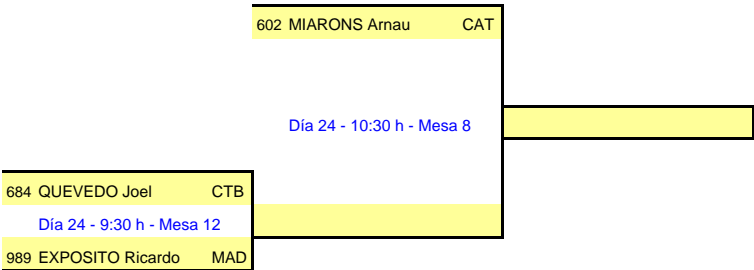 602 MIARONS Arnau CAT
Día 24 - 10:30 h - Mesa 8
684 QUEVEDO Joel CTB
Día 24 - 9:30 h - Mesa 12
989 EXPOSITO Ricardo MAD